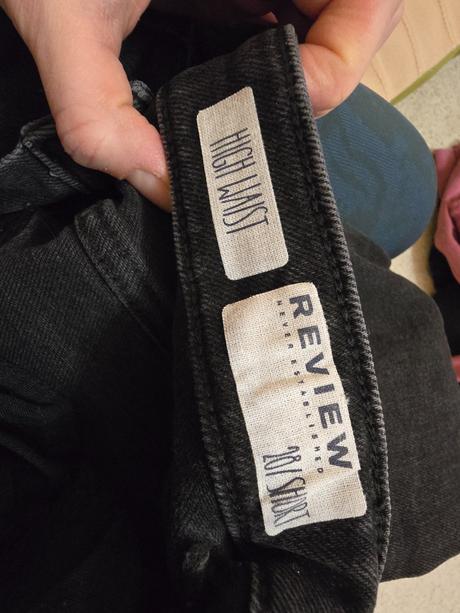 HIGH WAIST
REVIEW
NEVER ESTABLISHED
28/ SHORT